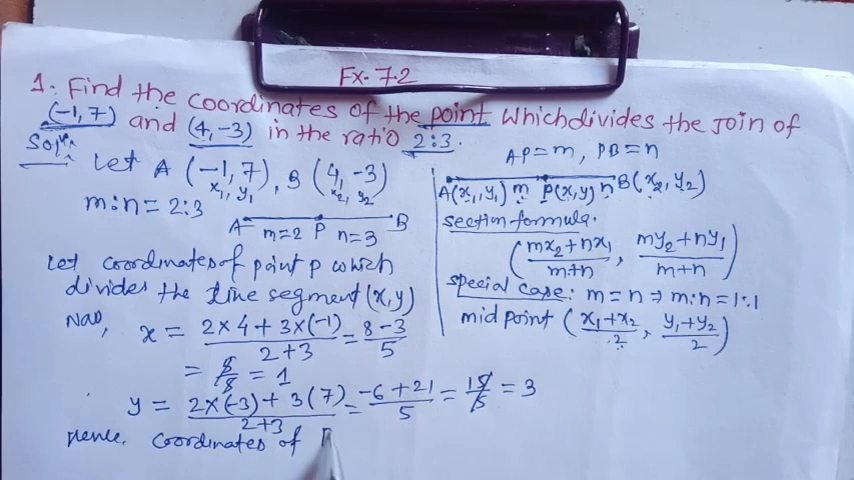 Ex- 7.2
1. Find the coordinates of the point which divides the join of
(-1, 7) and (4, -3) in the ratio 2:3.
Solⁿ: Let A (-1, 7), B (4, -3)
x₁, y₁ x₂, y₂
m:n = 2:3
A P B
m=2 n=3
Let coordinates of point p which
divides the line segment (x, y)
Now,
x = (2×4 + 3×(-1))/(2+3) = (8-3)/5
= 5/5 = 1
y = (2×(-3) + 3(7))/(2+3) = (-6+21)/5 = 15/5 = 3
Hence, coordinates of P
AP=m, PB=n
A(x₁, y₁) m P(x, y) n B(x₂, y₂)
section formula.
((mx₂+nx₁)/(m+n), (my₂+ny₁)/(m+n))
special case: m=n ⇒ m:n=1:1
mid point ((x₁+x₂)/2, (y₁+y₂)/2)